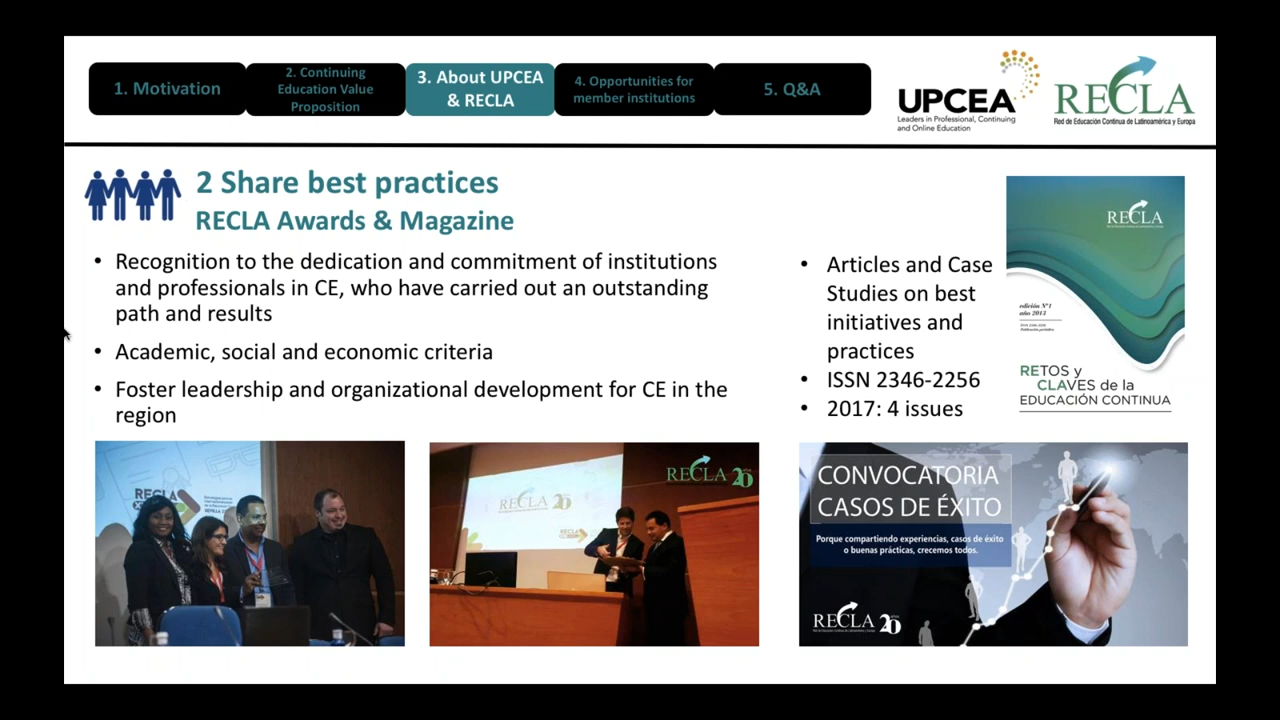 1. Motivation
2. Continuing
Education Value
Proposition
3. About UPCEA
& RECLA
4. Opportunities for
member institutions
5. Q&A
UPCEA
Leaders in Professional, Continuing
and Online Education
RECLA
Red de Educación Continua de Latinoamérica y Europa
2 Share best practices
RECLA Awards & Magazine
• Recognition to the dedication and commitment of institutions
and professionals in CE, who have carried out an outstanding
path and results
• Academic, social and economic criteria
• Foster leadership and organizational development for CE in the
region
• Articles and Case
Studies on best
initiatives and
practices
• ISSN 2346-2256
• 2017: 4 issues
RECLA
edición Nº1
año 2013
RETOS y
CLAVES de la
EDUCACIÓN CONTINUA
RECLA
RECLA 20
RECLA 20
CONVOCATORIA
CASOS DE ÉXITO
Porque compartiendo experiencias, casos de éxito
o buenas prácticas, crecemos todos.
RECLA 20